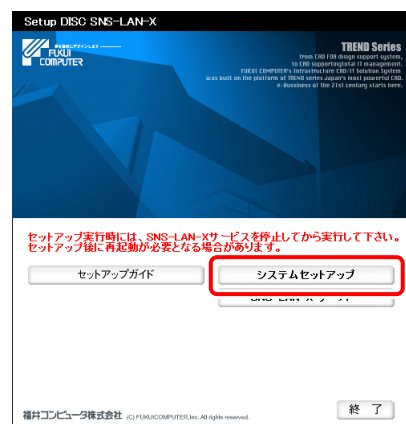 Setup DISC SNS-LAN-X
FUKUI
COMPUTER
TREND Series
from CAD FOR design support system,
to CAD supportingtotal IT management.
FUKUI COMPUTER's Infrastructure CAD/IT Solution System
was built on the platform of TREND series Japan's most powerful CAD.
e-Bussiness of the 21st century starts here.
セットアップ実行時には、SNS-LAN-Xサービスを停止してから実行して下さい。
セットアップ後に再起動が必要となる場合があります。
セットアップガイド
システムセットアップ
終 了
福井コンピュータ株式会社 (C) FUKUICOMPUTER,Inc. All rights reserved.